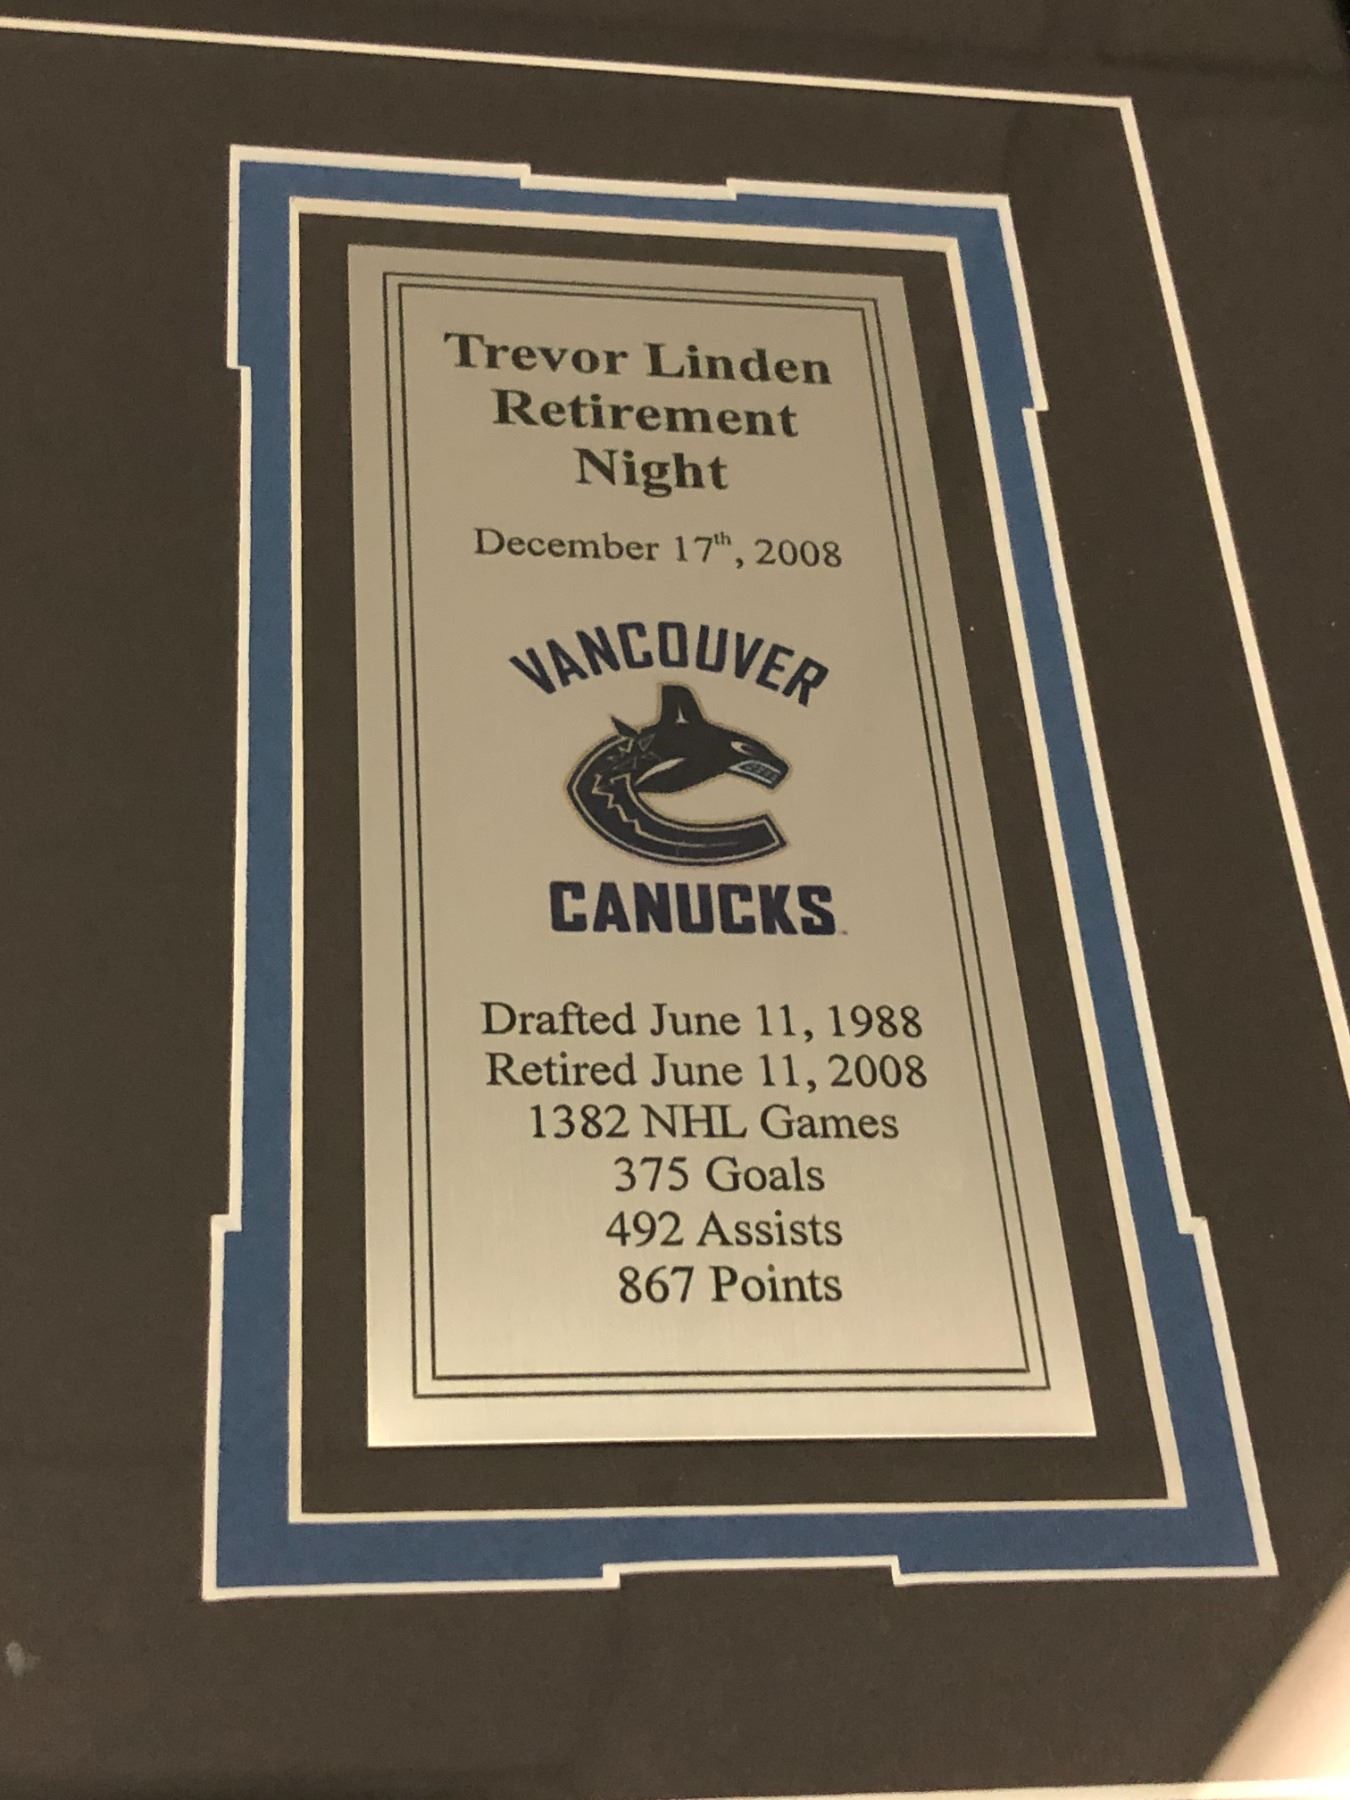 Trevor Linden
Retirement
Night
December 17th, 2008
VANCOUVER
CANUCKS
Drafted June 11, 1988
Retired June 11, 2008
1382 NHL Games
375 Goals
492 Assists
867 Points